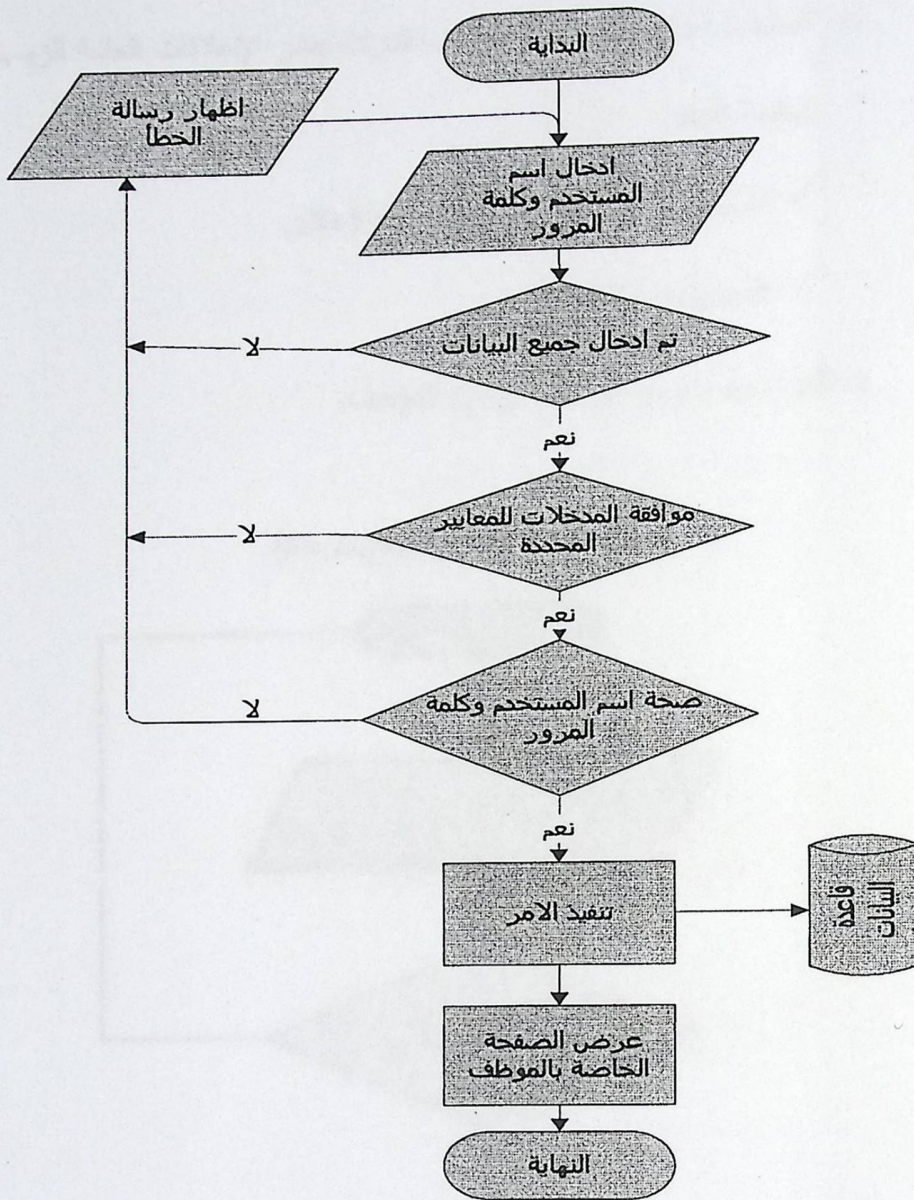 البداية
اظهار رسالة
الخطأ
ادخال اسم
المستخدم وكلمة
المرور
تم ادخال جميع البيانات
لا
نعم
موافقة المدخلات للمعايير
المحددة
لا
نعم
صحة اسم المستخدم وكلمة
المرور
لا
نعم
تنفيذ الامر
قاعدة
البيانات
عرض الصفحة
الخاصة بالموظف
النهاية